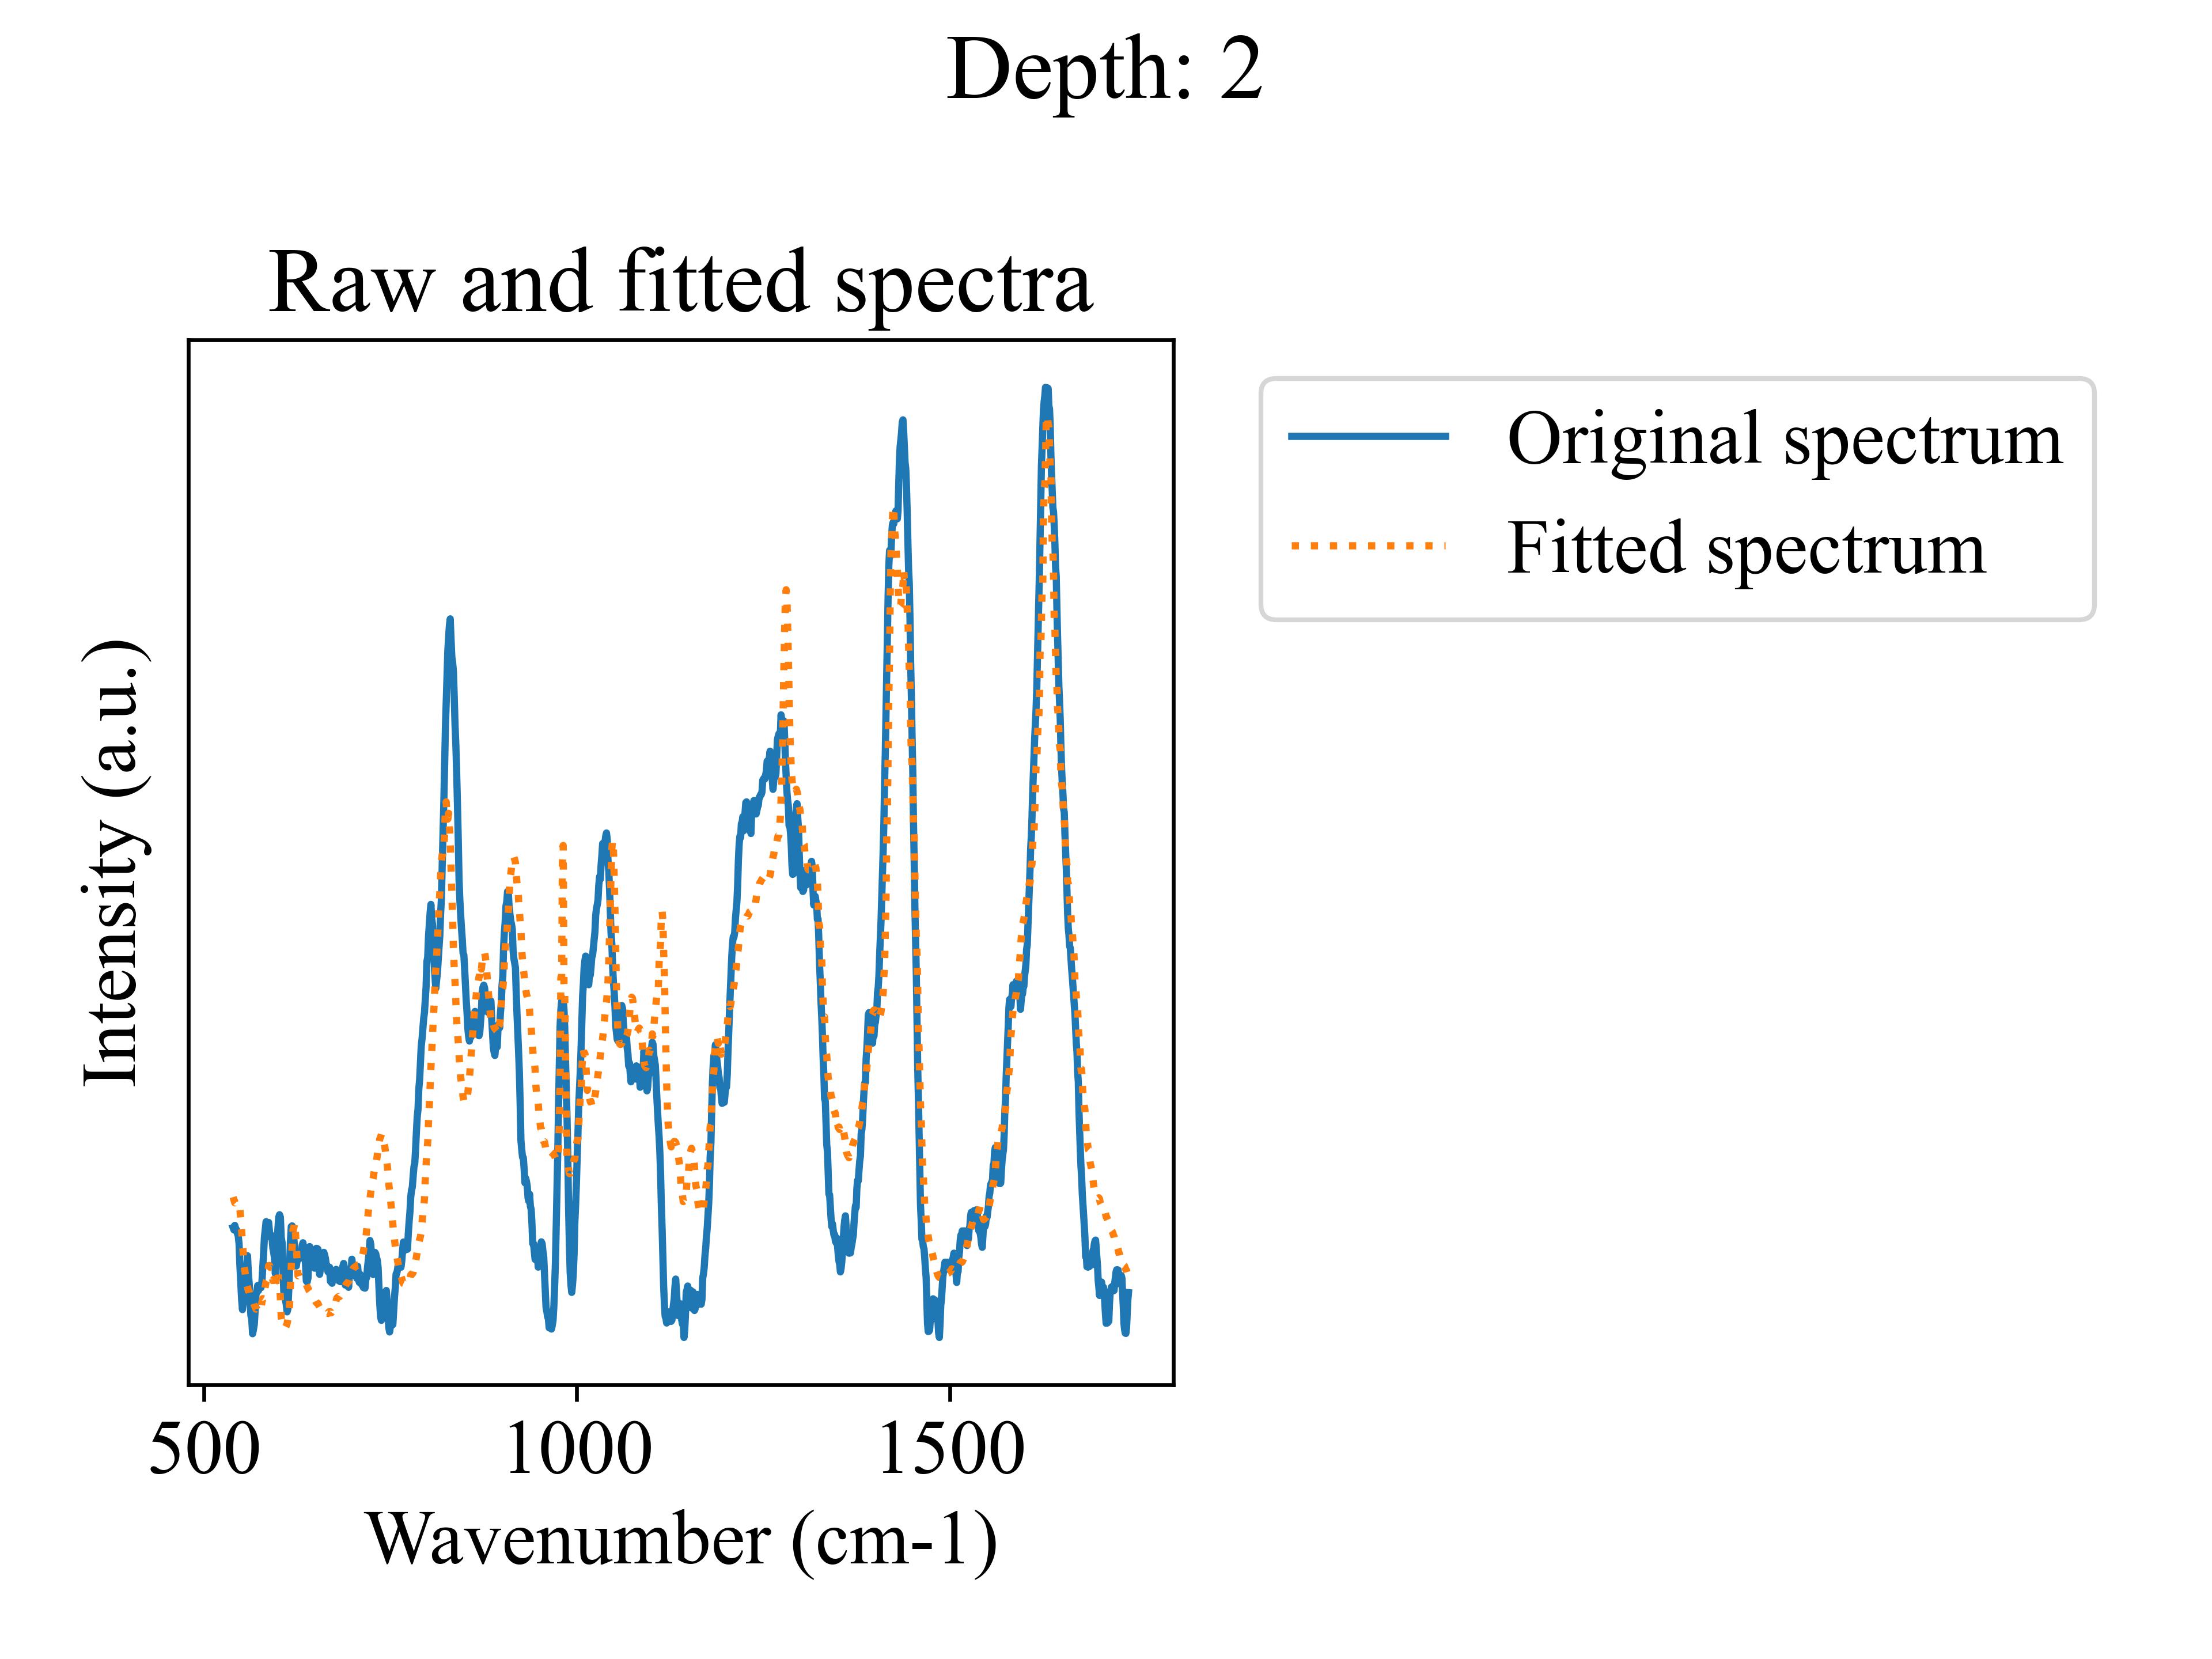 Depth: 2
Raw and fitted spectra
Original spectrum
Fitted spectrum
Intensity (a.u.)
500 1000 1500
Wavenumber (cm-1)